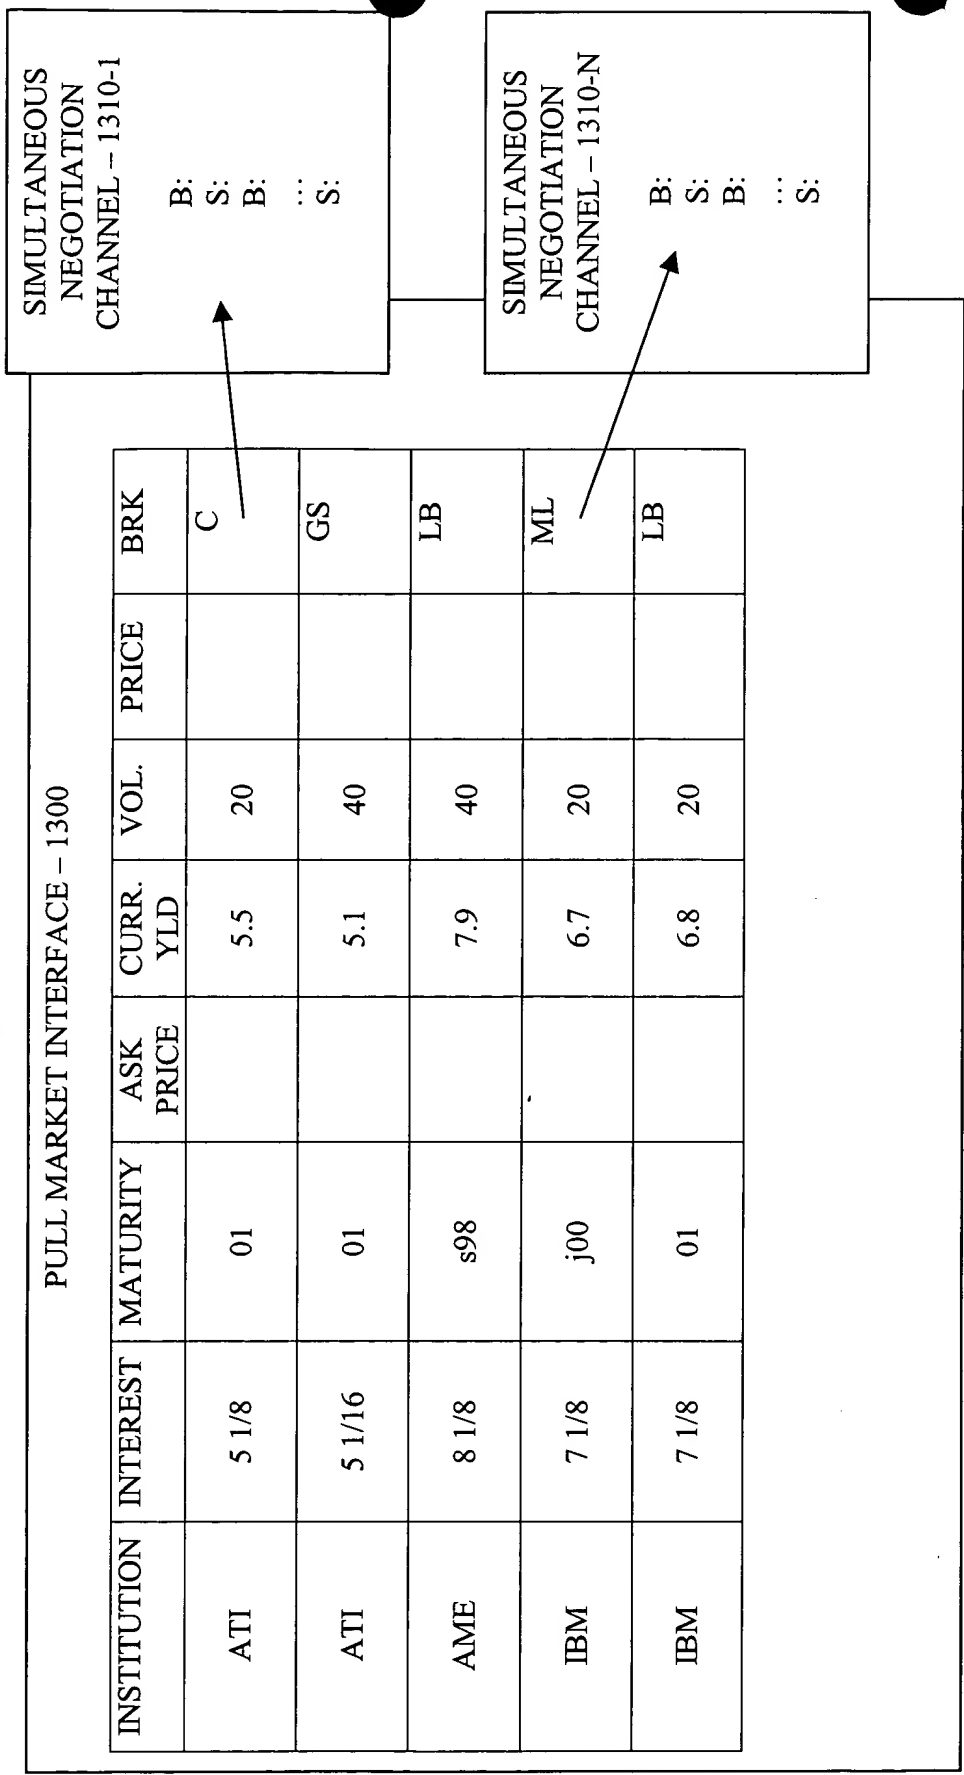 PULL MARKET INTERFACE – 1300
INSTITUTION INTEREST MATURITY ASK PRICE CURR. YLD VOL. PRICE BRK
ATI 5 1/8 01 5.5 20 C
ATI 5 1/16 01 5.1 40 GS
AME 8 1/8 s98 7.9 40 LB
IBM 7 1/8 j00 6.7 20 ML
IBM 7 1/8 01 6.8 20 LB
SIMULTANEOUS
NEGOTIATION
CHANNEL – 1310-1
B:
S:
B:
...
S:
SIMULTANEOUS
NEGOTIATION
CHANNEL – 1310-N
B:
S:
B:
...
S: